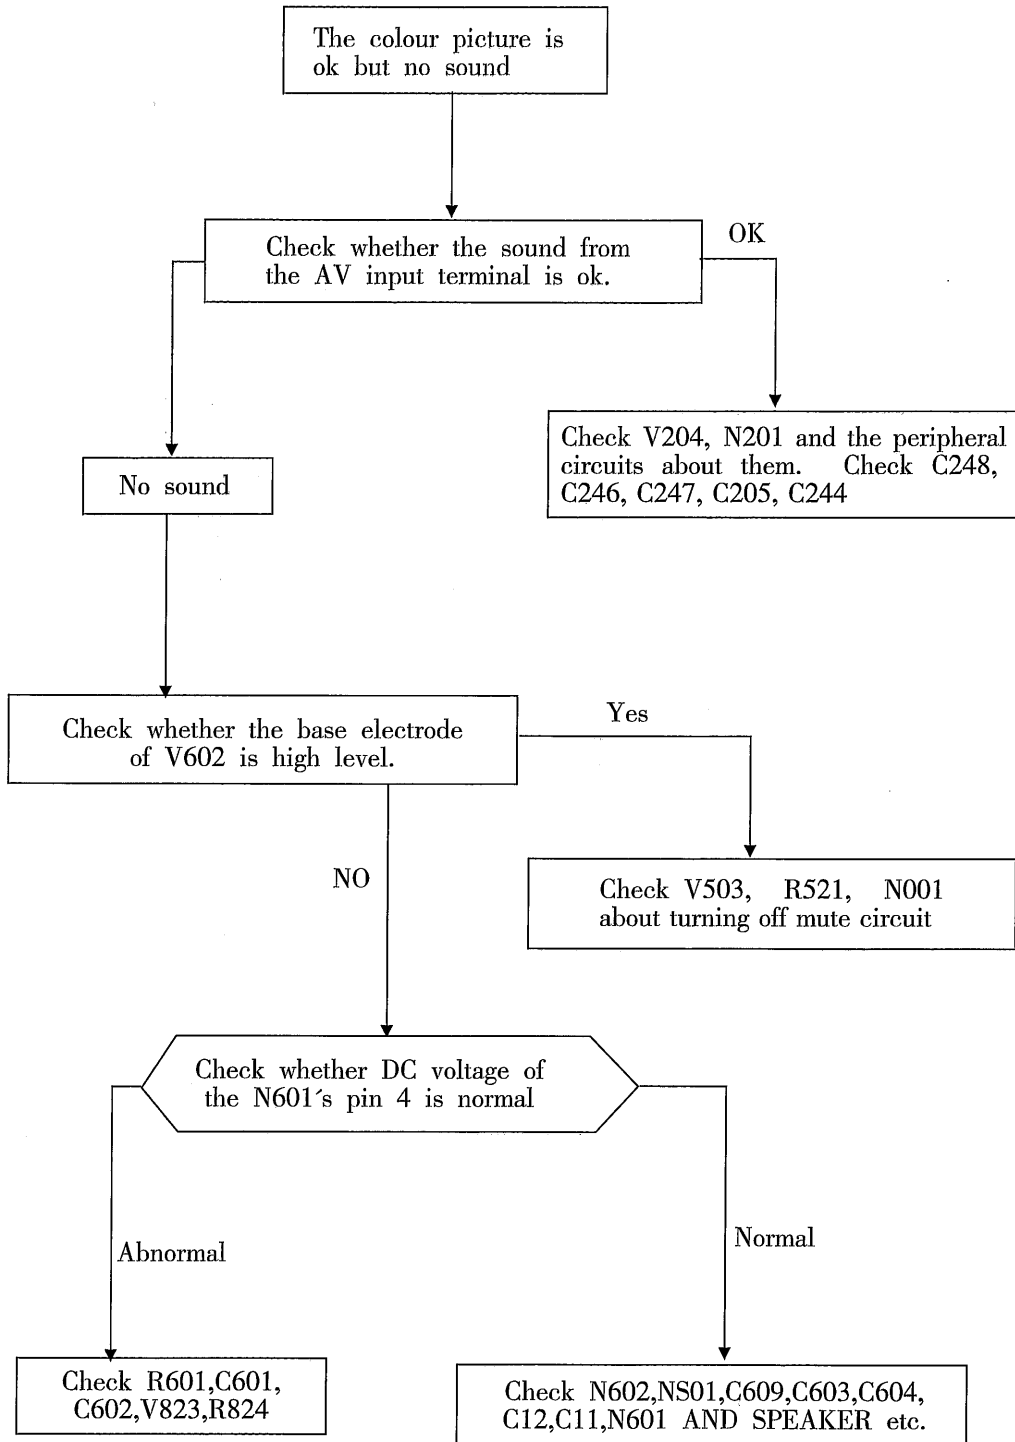 The colour picture is
ok but no sound
Check whether the sound from
the AV input terminal is ok.
OK
Check V204, N201 and the peripheral
circuits about them. Check C248,
C246, C247, C205, C244
No sound
Check whether the base electrode
of V602 is high level.
Yes
Check V503, R521, N001
about turning off mute circuit
NO
Check whether DC voltage of
the N601's pin 4 is normal
Abnormal
Normal
Check R601,C601,
C602,V823,R824
Check N602,NS01,C609,C603,C604,
C12,C11,N601 AND SPEAKER etc.